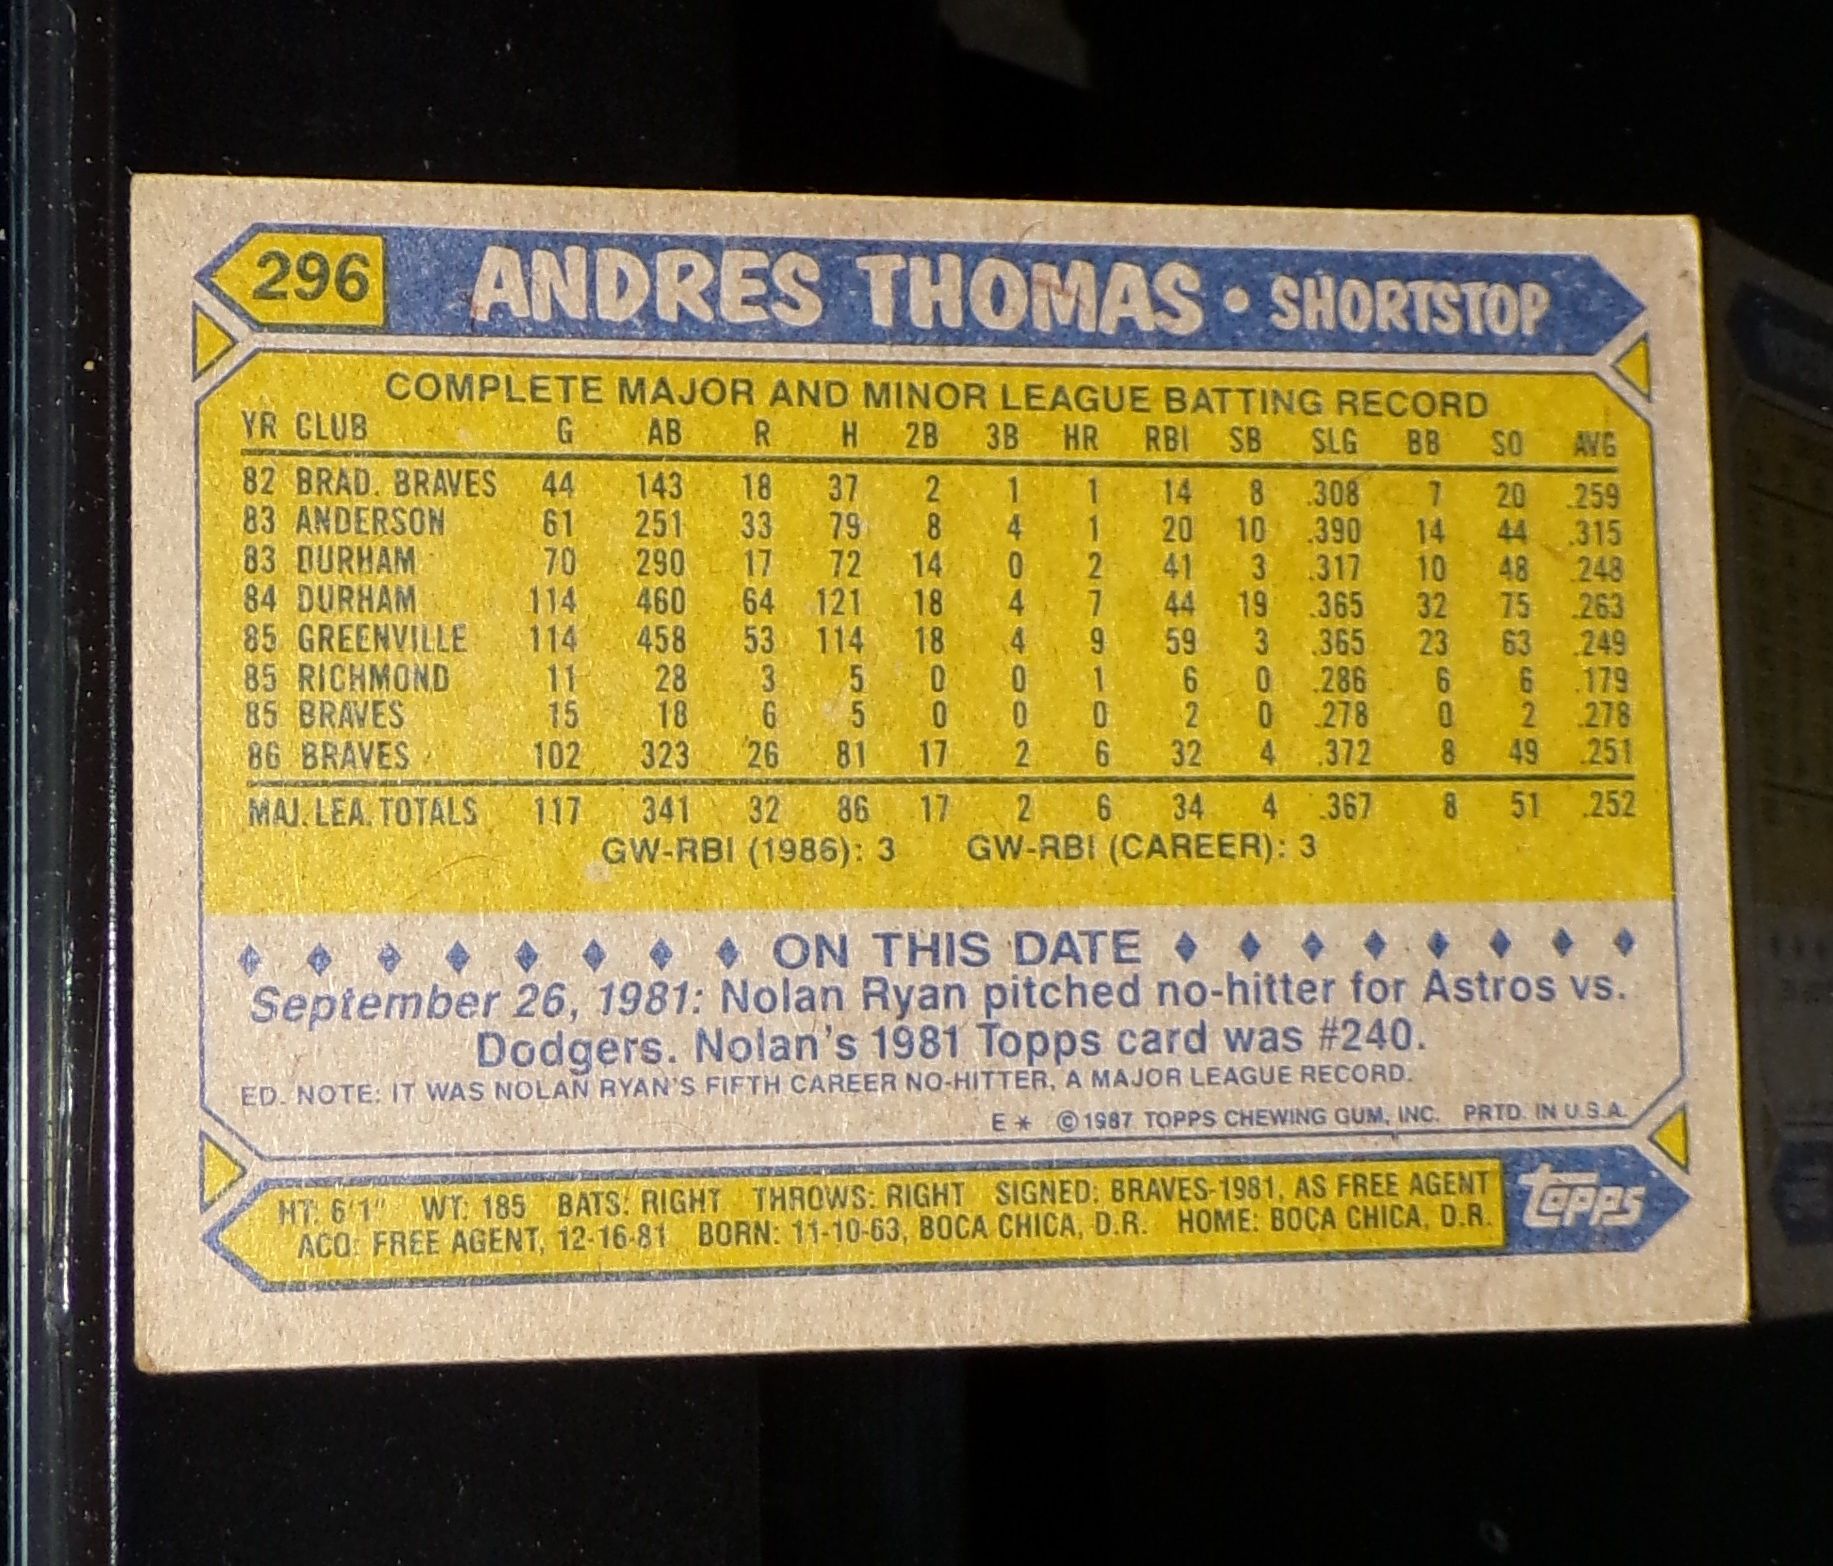 296 ANDRES THOMAS • SHORTSTOP
COMPLETE MAJOR AND MINOR LEAGUE BATTING RECORD
YR CLUB G AB R H 2B 3B HR RBI SB SLG BB SO AVG
82 BRAD. BRAVES 44 143 18 37 2 1 1 14 8 .308 7 20 .259
83 ANDERSON 61 251 33 79 8 4 1 20 10 .390 14 44 .315
83 DURHAM 70 290 17 72 14 0 2 41 3 .317 10 48 .248
84 DURHAM 114 460 64 121 18 4 7 44 19 .365 32 75 .263
85 GREENVILLE 114 458 53 114 18 4 9 59 3 .365 23 63 .249
85 RICHMOND 11 28 3 5 0 0 1 6 0 .286 6 6 .179
85 BRAVES 15 18 6 5 0 0 0 2 0 .278 0 2 .278
86 BRAVES 102 323 26 81 17 2 6 32 4 .372 8 49 .251
MAJ. LEA. TOTALS 117 341 32 86 17 2 6 34 4 .367 8 51 .252
GW-RBI (1986): 3 GW-RBI (CAREER): 3
ON THIS DATE
September 26, 1981: Nolan Ryan pitched no-hitter for Astros vs.
Dodgers. Nolan's 1981 Topps card was #240.
ED. NOTE: IT WAS NOLAN RYAN'S FIFTH CAREER NO-HITTER, A MAJOR LEAGUE RECORD.
E* ©1987 TOPPS CHEWING GUM, INC. PRTD. IN U.S.A.
HT: 6'1" WT: 185 BATS: RIGHT THROWS: RIGHT SIGNED: BRAVES-1981, AS FREE AGENT
ACQ: FREE AGENT, 12-16-81 BORN: 11-10-63, BOCA CHICA, D.R. HOME: BOCA CHICA, D.R.
topps